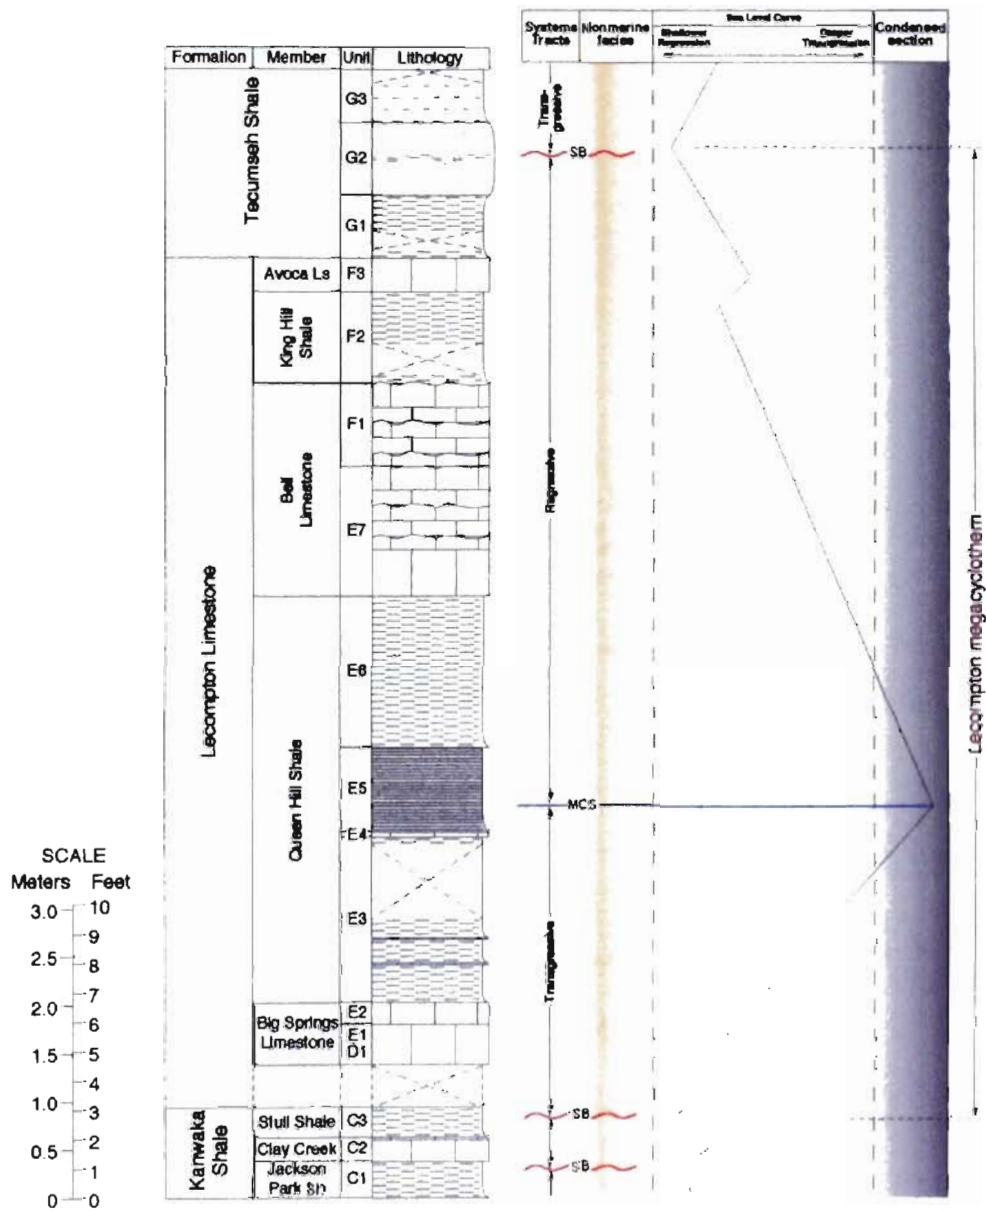 Systems Tracts
Nonmarine facies
Sea Level Curve
Shallower Regression
Deeper Transgression
Condensed section
Formation
Member
Unit
Lithology
Tecumseh Shale
G3
G2
G1
Lecompton Limestone
Avoca Ls
F3
King Hill Shale
F2
Beil Limestone
F1
E7
Queen Hill Shale
E6
E5
E4
E3
Big Springs Limestone
E2
E1
D1
Kanwaka Shale
Stull Shale
C3
Clay Creek
C2
Jackson Park Sh
C1
Trans-gressive
SB
Regressive
MCS
Transgressive
SB
SB
Lecompton megacyclothem
SCALE
Meters Feet
3.0 10
9
2.5 8
7
2.0 6
1.5 5
4
1.0 3
0.5 2
1
0 0